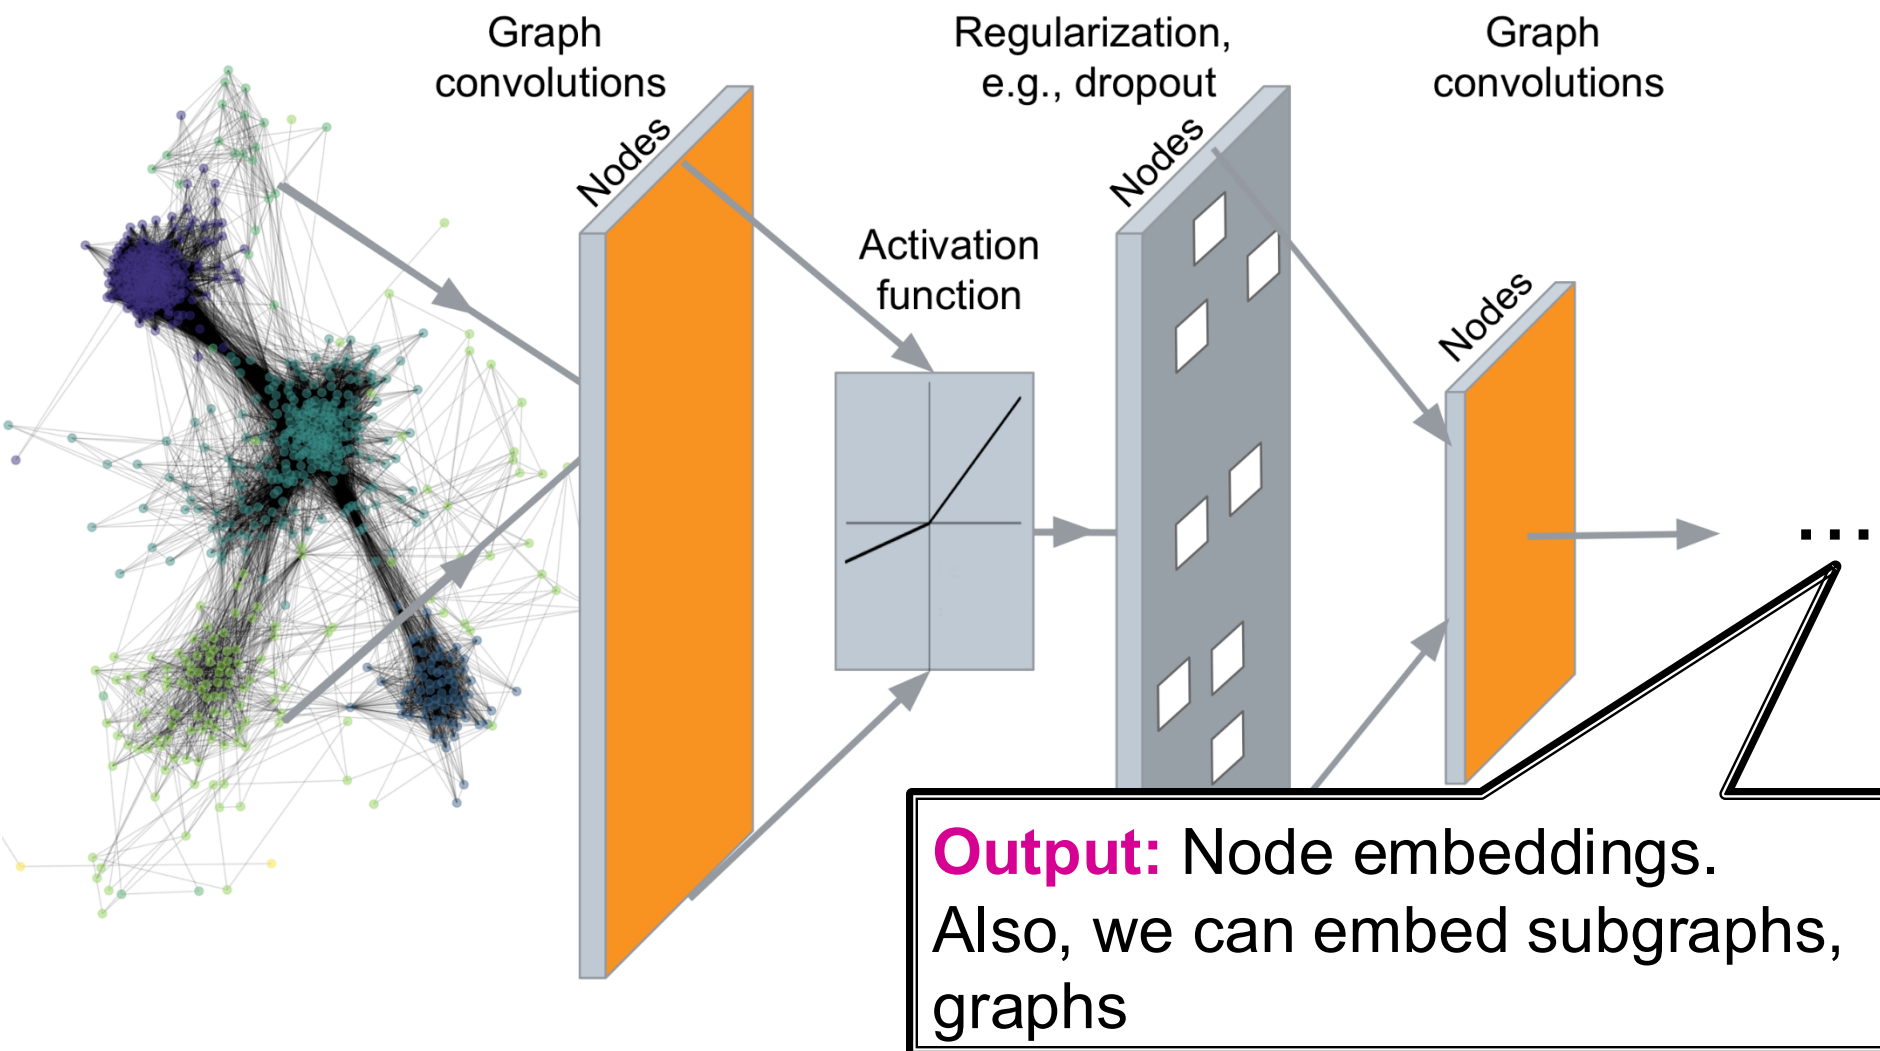 Graph
convolutions
Regularization,
e.g., dropout
Graph
convolutions
Nodes
Nodes
Activation
function
Nodes
...
Output: Node embeddings.
Also, we can embed subgraphs,
graphs